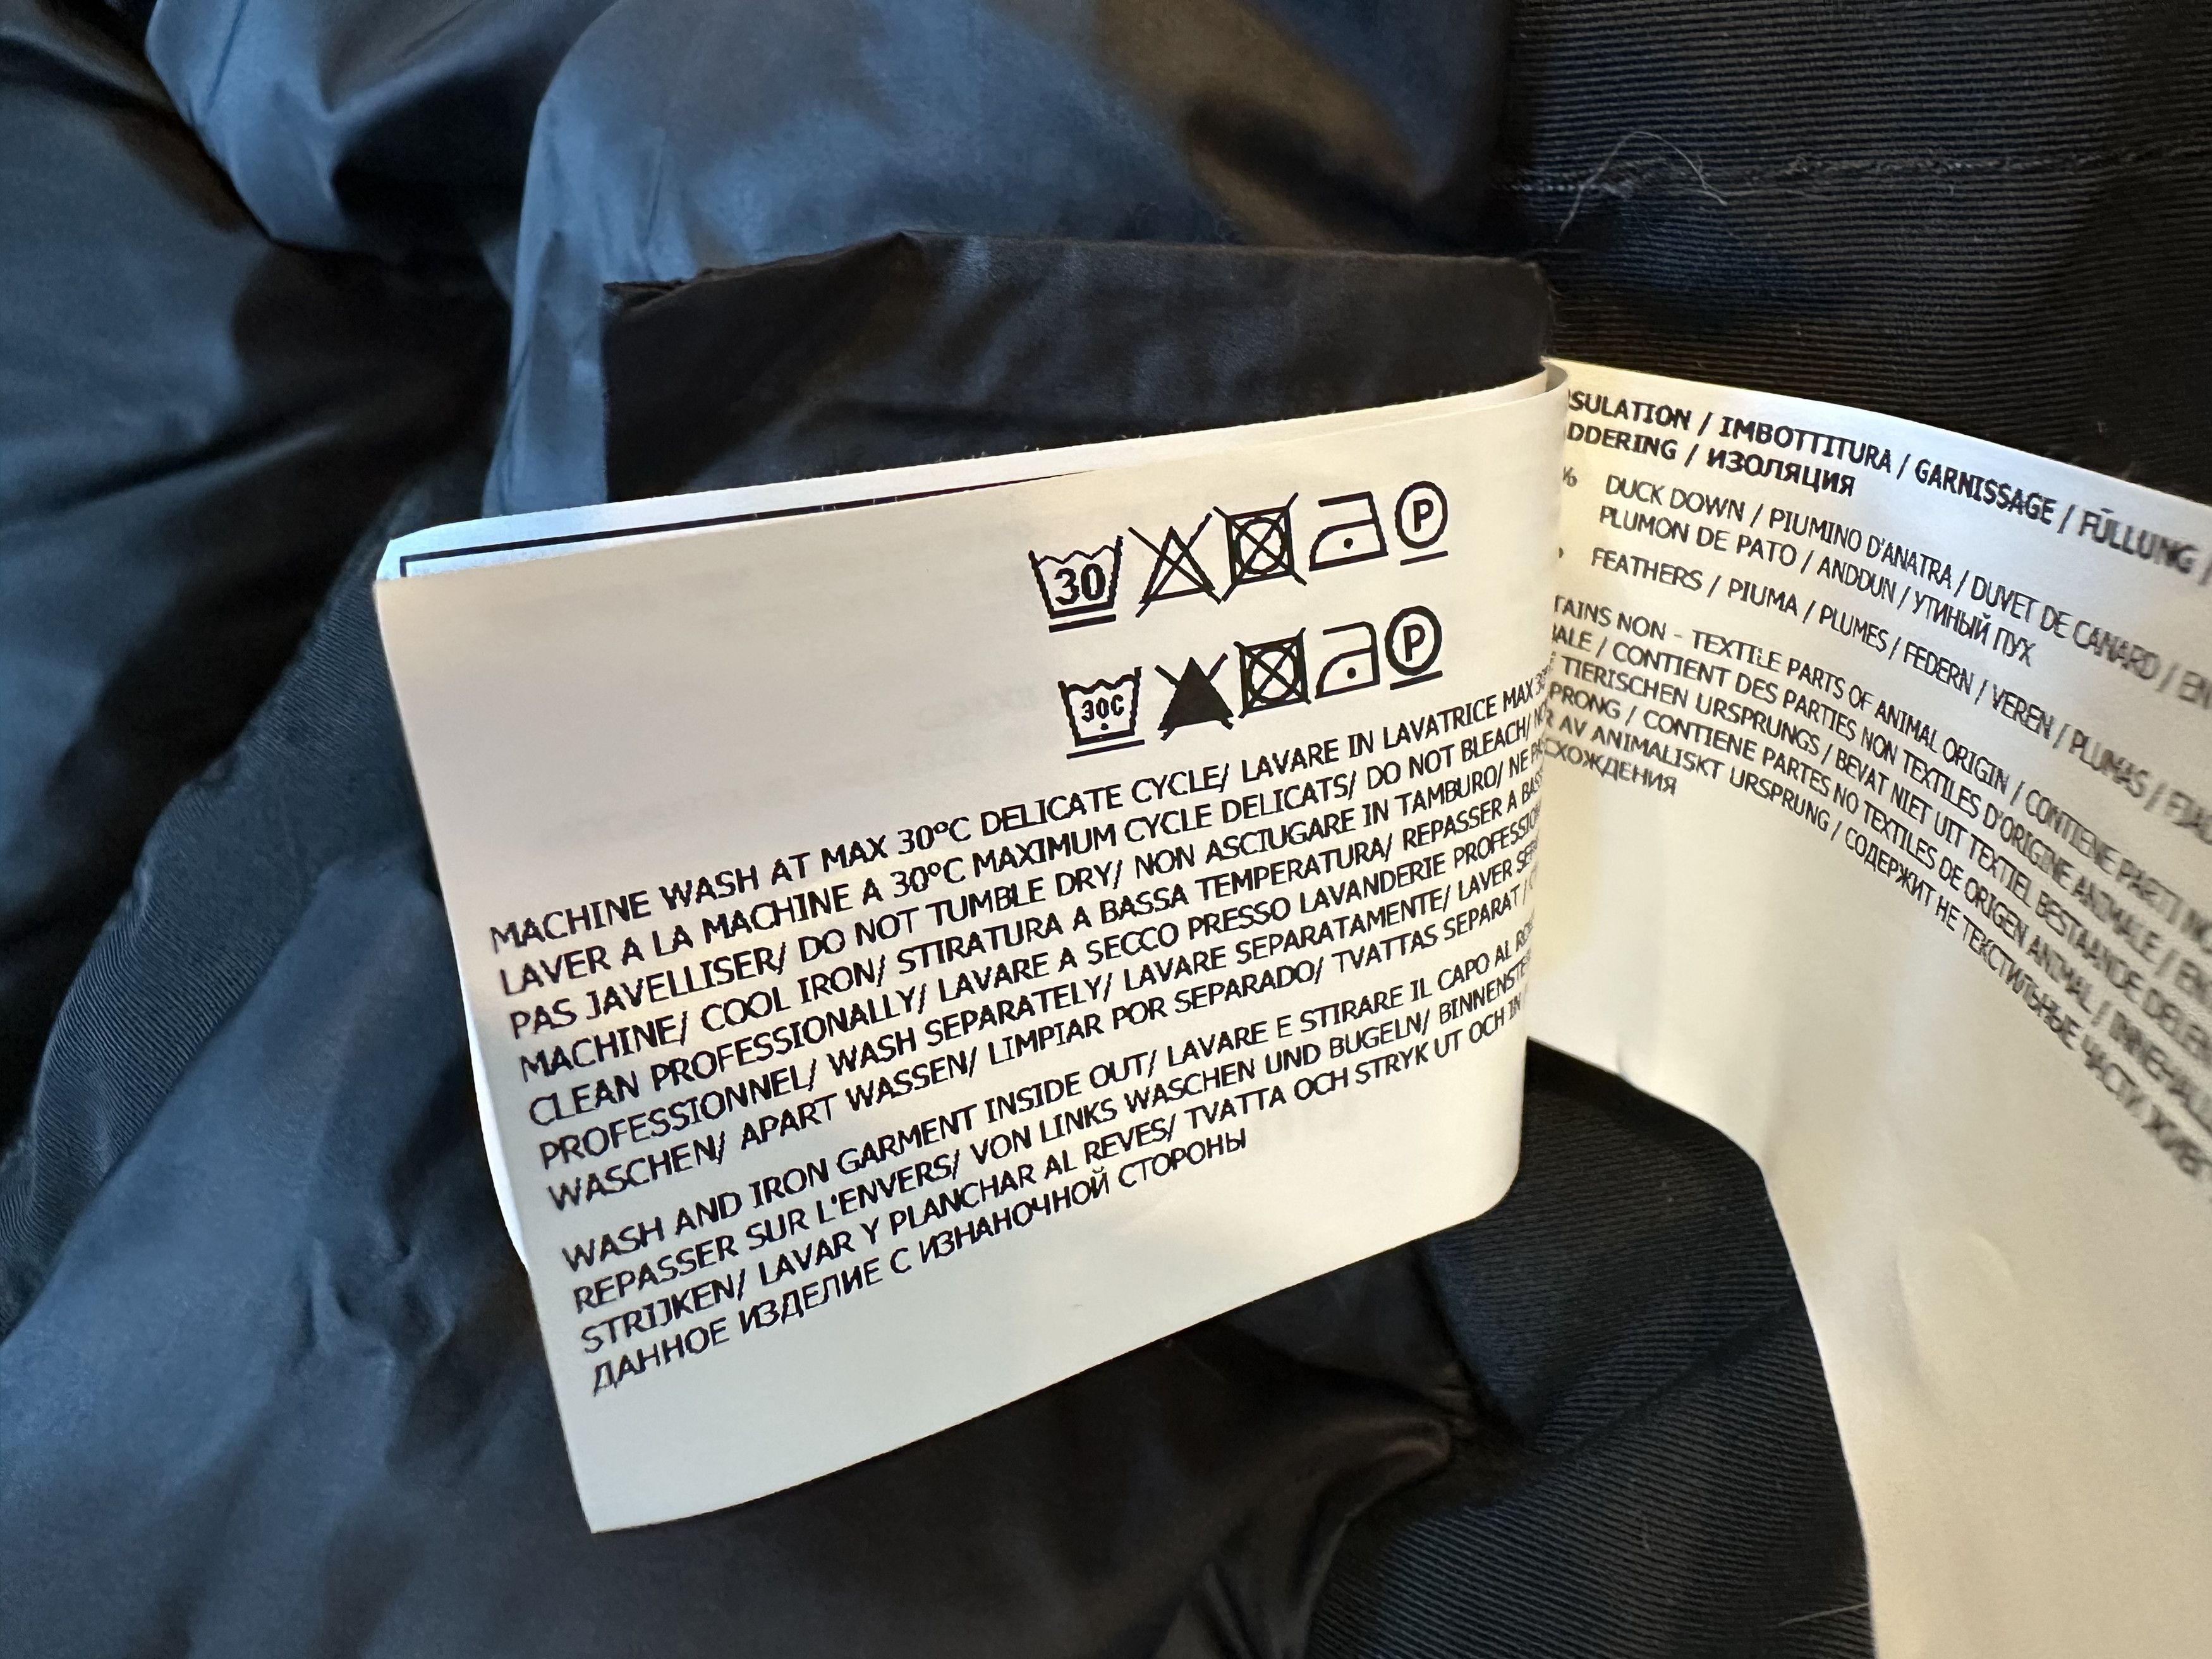 30 P
30C P
MACHINE WASH AT MAX 30ºC DELICATE CYCLE/ LAVARE IN LAVATRICE MAX
LAVER A LA MACHINE A 30ºC MAXIMUM CYCLE DELICATS/ DO NOT BLEACH/
PAS JAVELLISER/ DO NOT TUMBLE DRY/ NON ASCIUGARE IN TAMBURO/ NE
MACHINE/ COOL IRON/ STIRATURA A BASSA TEMPERATURA/ REPASSER A
CLEAN PROFESSIONALLY/ LAVARE A SECCO PRESSO LAVANDERIE
PROFESSIONNEL/ WASH SEPARATELY/ LAVARE SEPARATAMENTE/ LAVER
WASCHEN/ APART WASSEN/ LIMPIAR POR SEPARADO/ TVATTAS SEPARAT/
WASH AND IRON GARMENT INSIDE OUT/ LAVARE E STIRARE IL CAPO AL
REPASSER SUR L'ENVERS/ VON LINKS WASCHEN UND BUGELN/
STRIJKEN/ LAVAR Y PLANCHAR AL REVES/ TVATTA OCH STRYK UT OCH IN
ДАННОЕ ИЗДЕЛИЕ С ИЗНАНОЧНОЙ СТОРОНЫ
SULATION / IMBOTTITURA / GARNISSAGE / FÜLLUNG /
DDERING / ИЗОЛЯЦИЯ
% DUCK DOWN / PIUMINO D'ANATRA / DUVET DE CANARD /
PLUMON DE PATO / ANDDUN / УТИНЫЙ ПУХ
FEATHERS / PIUMA / PLUMES / FEDERN / VEREN / PLUMAS /
TAINS NON - TEXTILE PARTS OF ANIMAL ORIGIN / CONTIENE PARTI
ALE / CONTIENT DES PARTIES NON TEXTILES D'ORIGINE ANIMALE /
TIERISCHEN URSPRUNGS / BEVAT NIET UIT TEXTIEL BESTAANDE DELEN
PRONG / CONTIENE PARTES NO TEXTILES DE ORIGEN ANIMAL /
AV ANIMALISKT URSPRUNG / СОДЕРЖИТ НЕ ТЕКСТИЛЬНЫЕ ЧАСТИ
СХОЖДЕНИЯ